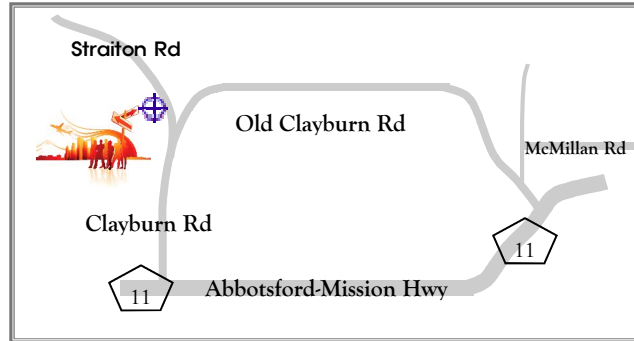 Straiton Rd
Old Clayburn Rd
McMillan Rd
Clayburn Rd
11
11
Abbotsford-Mission Hwy